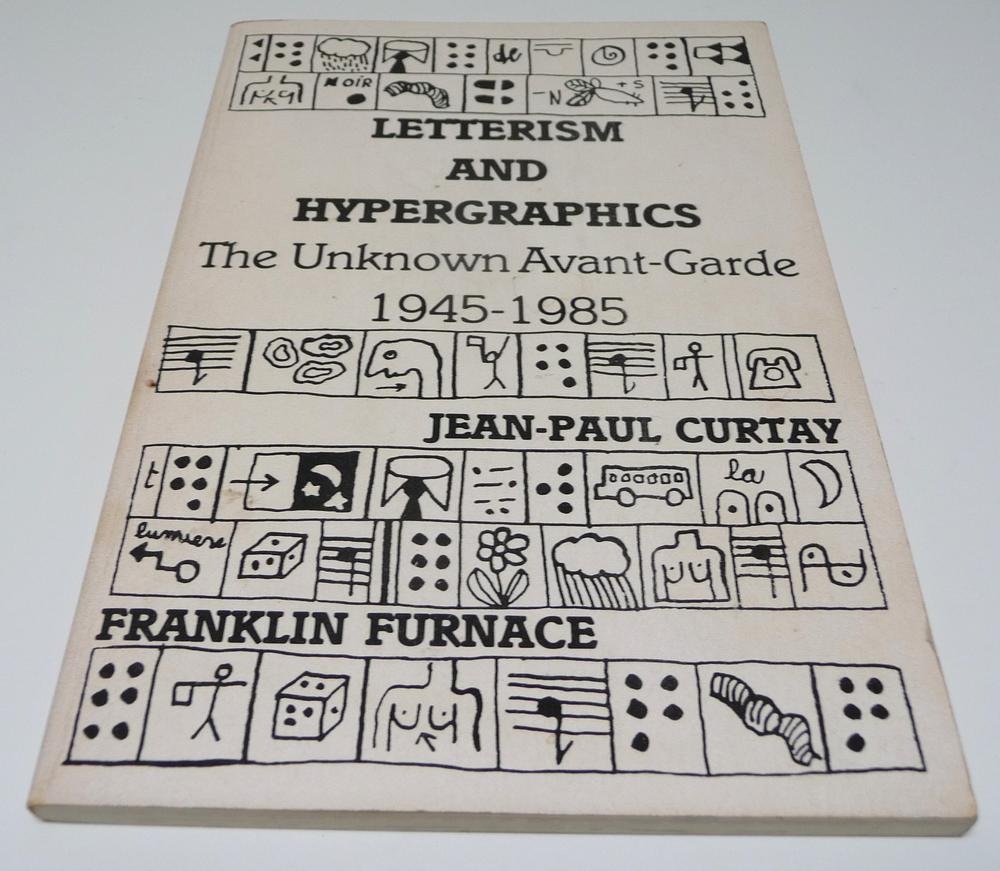 de
NOIR
-N +S
LETTERISM
AND
HYPERGRAPHICS
The Unknown Avant-Garde
1945-1985
JEAN-PAUL CURTAY
t
la
lumiere
FRANKLIN FURNACE